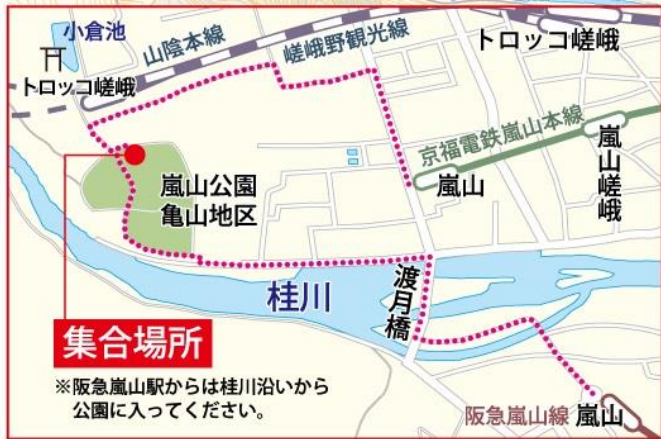 小倉池
トロッコ嵯峨
山陰本線
嵯峨野観光線
トロッコ嵯峨
京福電鉄嵐山本線
嵐山嵯峨
嵐山
嵐山公園
亀山地区
桂川
渡月橋
集合場所
※阪急嵐山駅からは桂川沿いから
公園に入ってください。
阪急嵐山線
嵐山